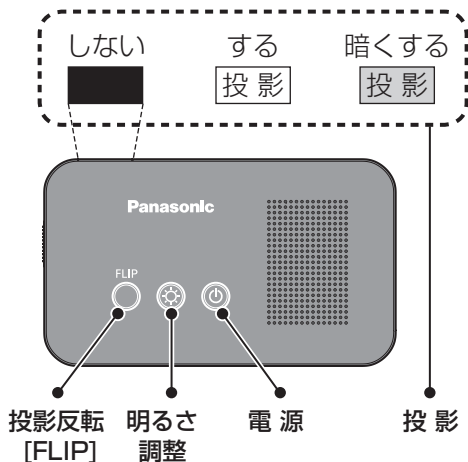 しない する 暗くする
投影 投影
Panasonic
FLIP
投影反転 明るさ 電源 投影
[FLIP] 調整